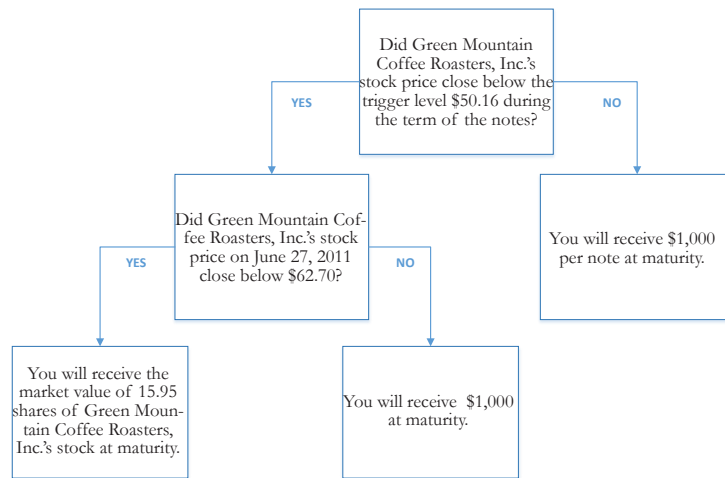 Did Green Mountain
Coffee Roasters, Inc.'s
stock price close below the
trigger level $50.16 during
the term of the notes?
YES
NO
Did Green Mountain Cof-
fee Roasters, Inc.'s stock
price on June 27, 2011
close below $62.70?
You will receive $1,000
per note at maturity.
YES
NO
You will receive the
market value of 15.95
shares of Green Moun-
tain Coffee Roasters,
Inc.'s stock at maturity.
You will receive $1,000
at maturity.